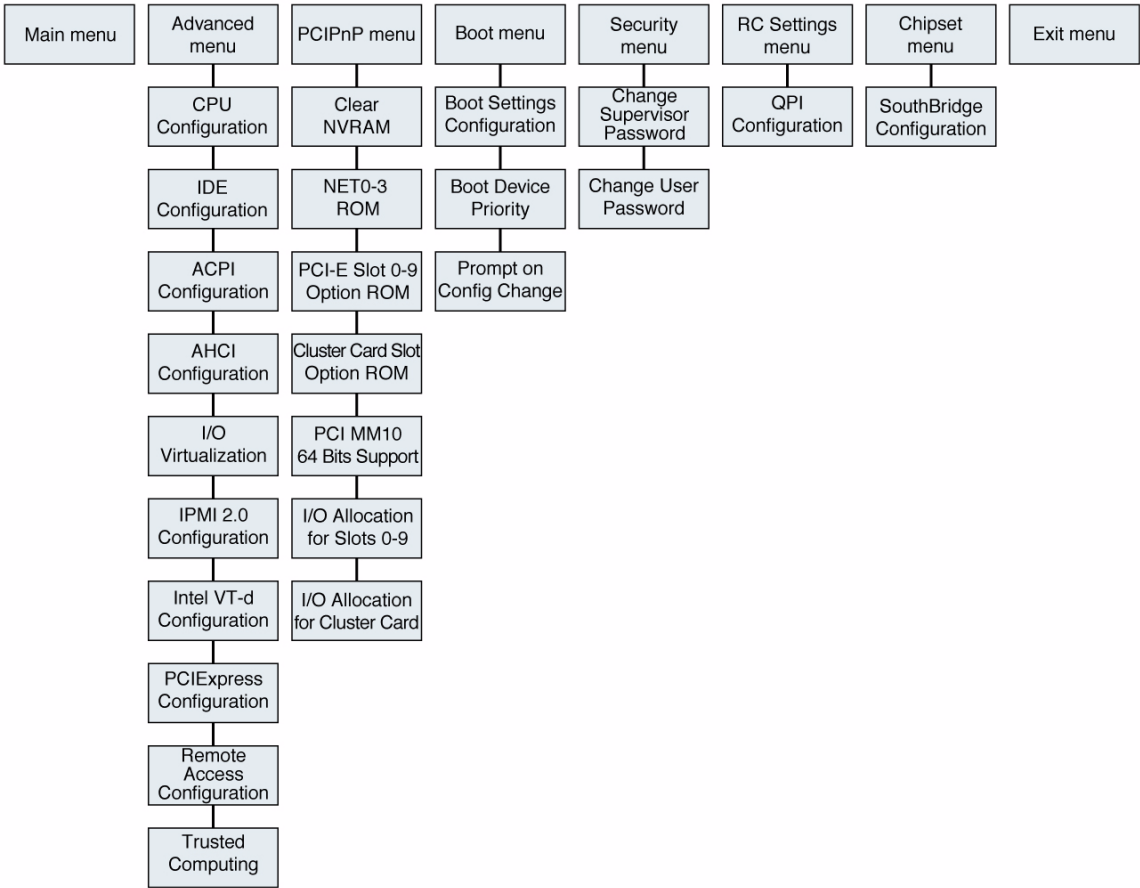 Main menu
Advanced
menu
CPU
Configuration
IDE
Configuration
ACPI
Configuration
AHCI
Configuration
I/O
Virtualization
IPMI 2.0
Configuration
Intel VT-d
Configuration
PCIExpress
Configuration
Remote
Access
Configuration
Trusted
Computing
PCIPnP menu
Clear
NVRAM
NET0-3
ROM
PCI-E Slot 0-9
Option ROM
Cluster Card Slot
Option ROM
PCI MM10
64 Bits Support
I/O Allocation
for Slots 0-9
I/O Allocation
for Cluster Card
Boot menu
Boot Settings
Configuration
Boot Device
Priority
Prompt on
Config Change
Security
menu
Change
Supervisor
Password
Change User
Password
RC Settings
menu
QPI
Configuration
Chipset
menu
SouthBridge
Configuration
Exit menu